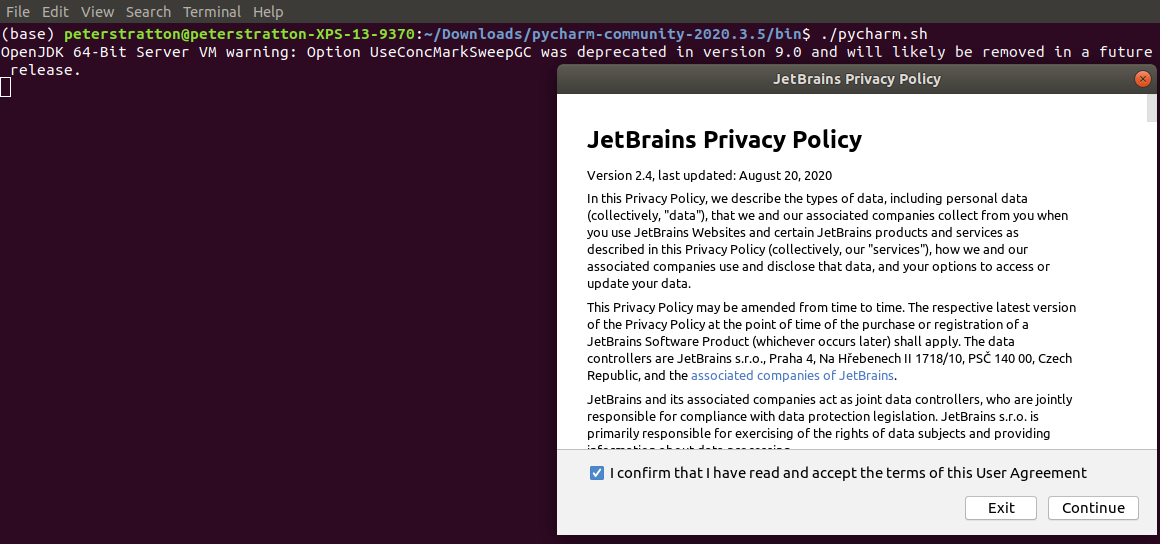 File Edit View Search Terminal Help
(base) peterstratton@peterstratton-XPS-13-9370:~/Downloads/pycharm-community-2020.3.5/bin$ ./pycharm.sh
OpenJDK 64-Bit Server VM warning: Option UseConcMarkSweepGC was deprecated in version 9.0 and will likely be removed in a future
release.
JetBrains Privacy Policy
JetBrains Privacy Policy
Version 2.4, last updated: August 20, 2020
In this Privacy Policy, we describe the types of data, including personal data
(collectively, "data"), that we and our associated companies collect from you when
you use JetBrains Websites and certain JetBrains products and services as
described in this Privacy Policy (collectively, our "services"), how we and our
associated companies use and disclose that data, and your options to access or
update your data.
This Privacy Policy may be amended from time to time. The respective latest version
of the Privacy Policy at the point of time of the purchase or registration of a
JetBrains Software Product (whichever occurs later) shall apply. The data
controllers are JetBrains s.r.o., Praha 4, Na Hřebenech II 1718/10, PSČ 140 00, Czech
Republic, and the associated companies of JetBrains.
JetBrains and its associated companies act as joint data controllers, who are jointly
responsible for compliance with data protection legislation. JetBrains s.r.o. is
primarily responsible for exercising of the rights of data subjects and providing
information about data processing.
I confirm that I have read and accept the terms of this User Agreement
Exit Continue